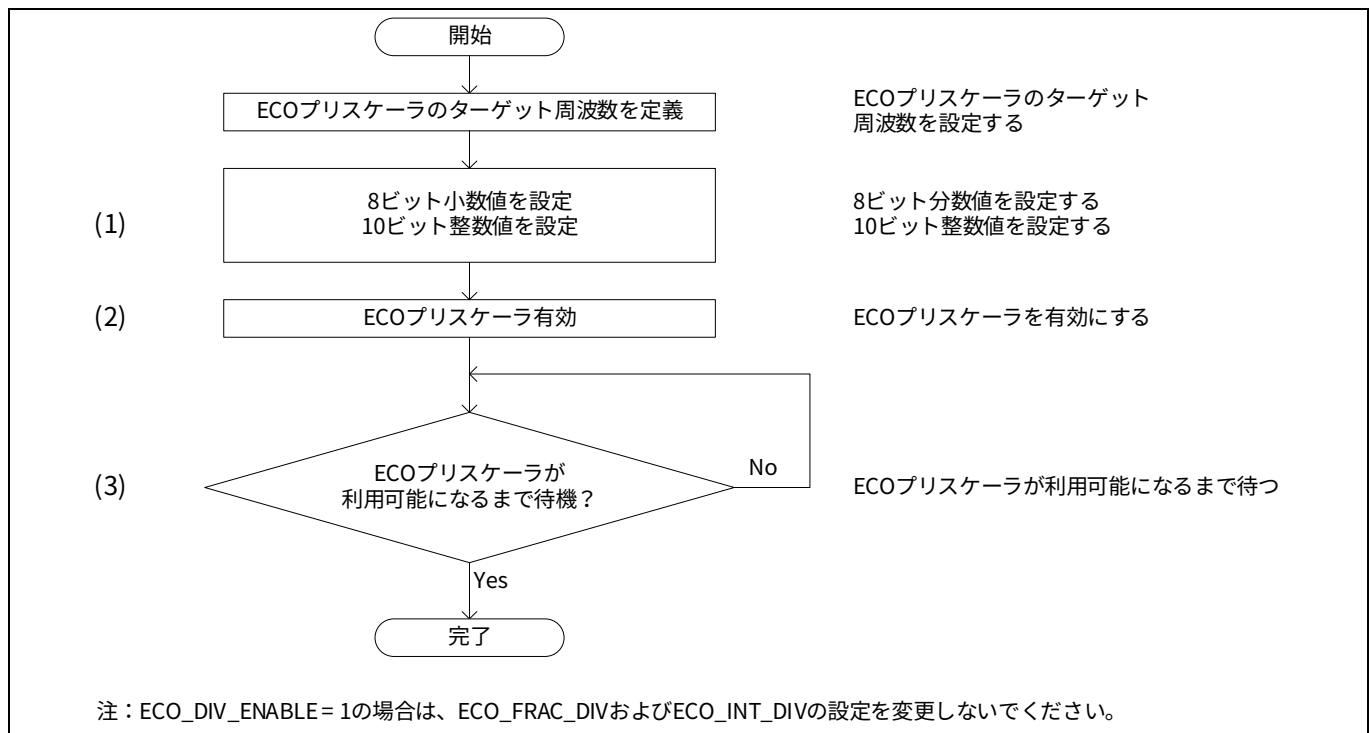 開始
ECOプリスケーラのターゲット周波数を定義
ECOプリスケーラのターゲット
周波数を設定する
(1)
8ビット小数値を設定
10ビット整数値を設定
8ビット分数値を設定する
10ビット整数値を設定する
(2)
ECOプリスケーラ有効
ECOプリスケーラを有効にする
(3)
ECOプリスケーラが
利用可能になるまで待機？
No
ECOプリスケーラが利用可能になるまで待つ
Yes
完了
注：ECO_DIV_ENABLE = 1の場合は、ECO_FRAC_DIVおよびECO_INT_DIVの設定を変更しないでください。